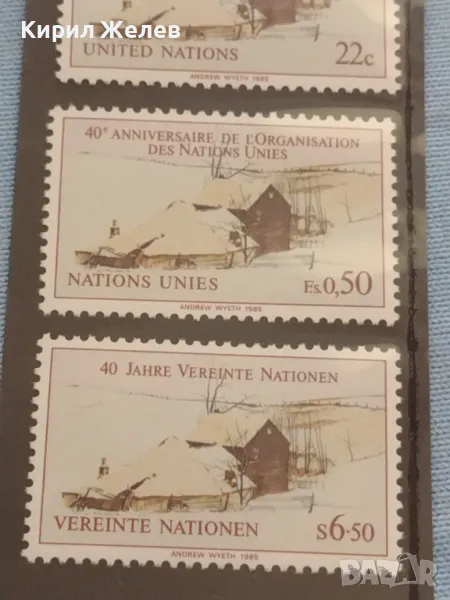 Кирил Желев
UNITED NATIONS 22c
ANDREW WYETH 1985
40e ANNIVERSAIRE DE L'ORGANISATION
DES NATIONS UNIES
NATIONS UNIES F.s.0,50
ANDREW WYETH 1985
40 JAHRE VEREINTE NATIONEN
VEREINTE NATIONEN S6·50
ANDREW WYETH 1985
BAZAR